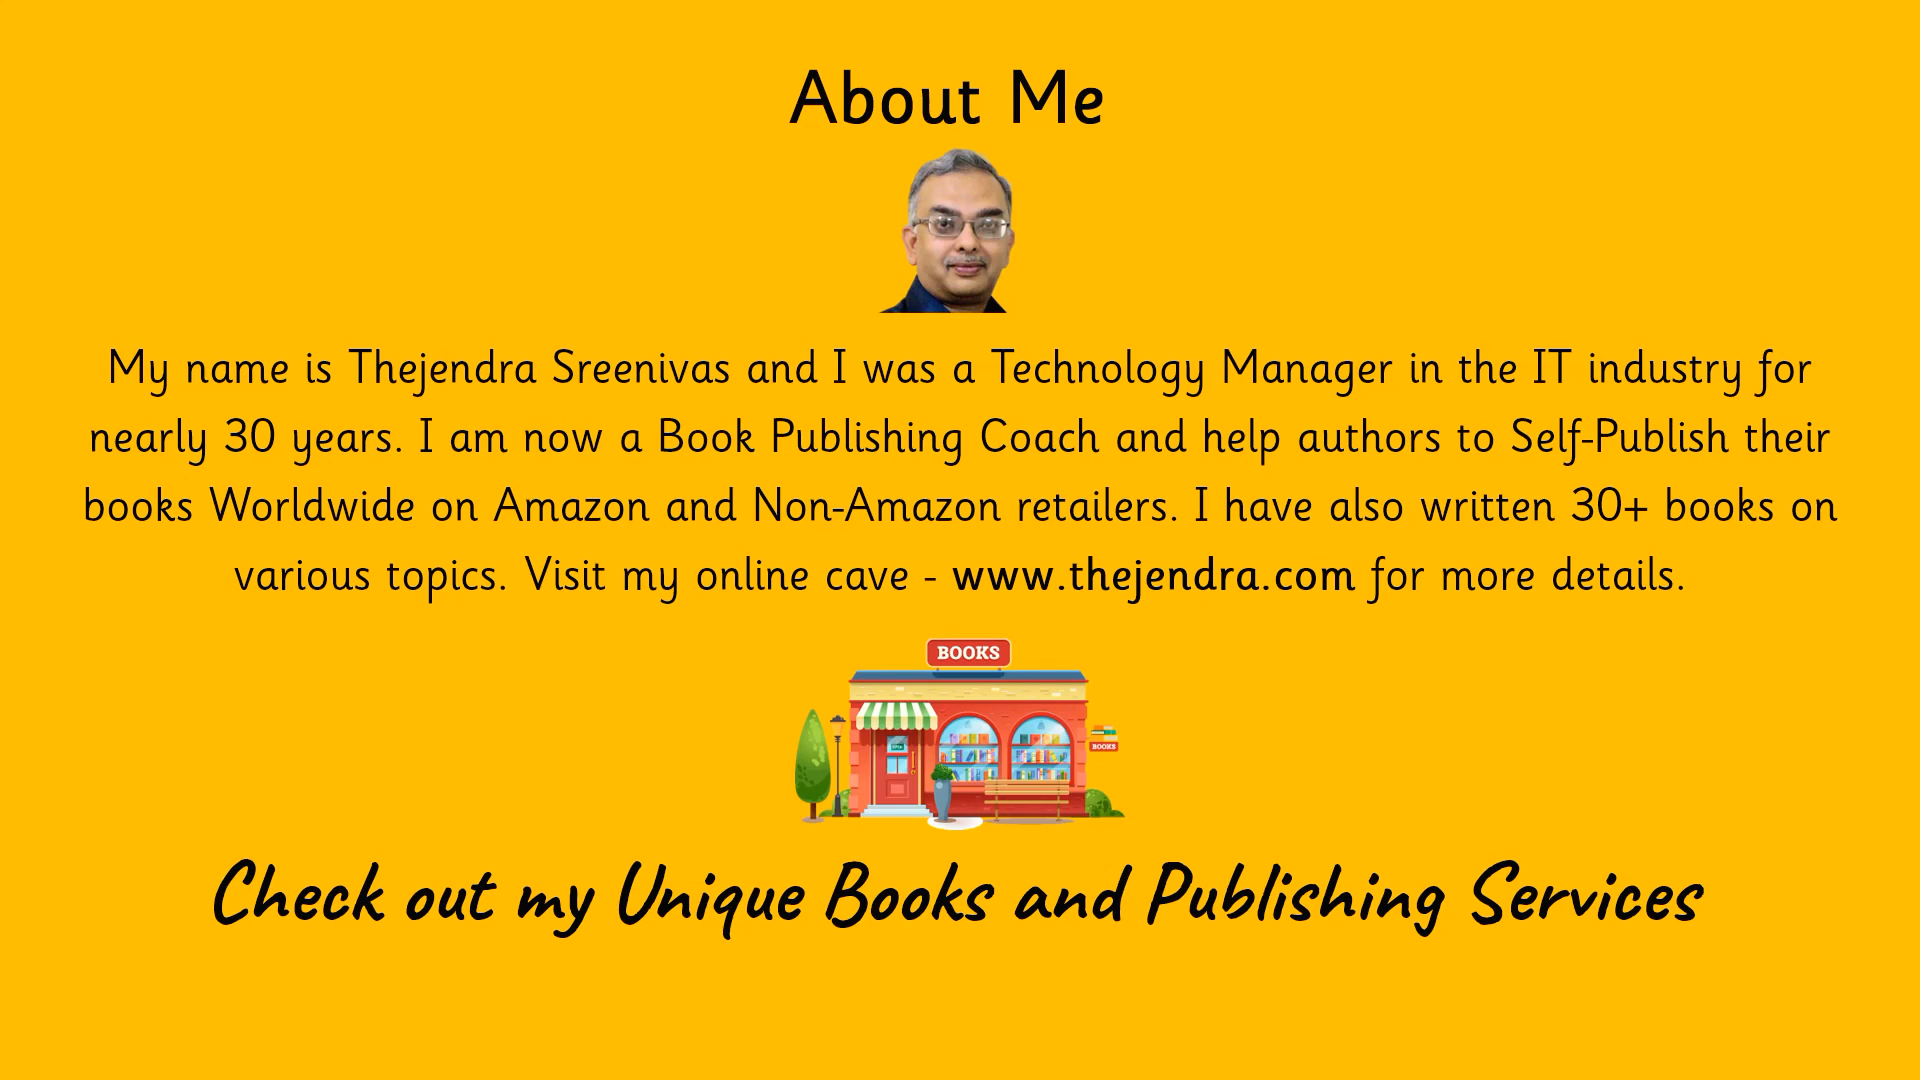 About Me
My name is Thejendra Sreenivas and I was a Technology Manager in the IT industry for
nearly 30 years. I am now a Book Publishing Coach and help authors to Self-Publish their
books Worldwide on Amazon and Non-Amazon retailers. I have also written 30+ books on
various topics. Visit my online cave - www.thejendra.com for more details.
BOOKS
BOOKS
Check out my Unique Books and Publishing Services